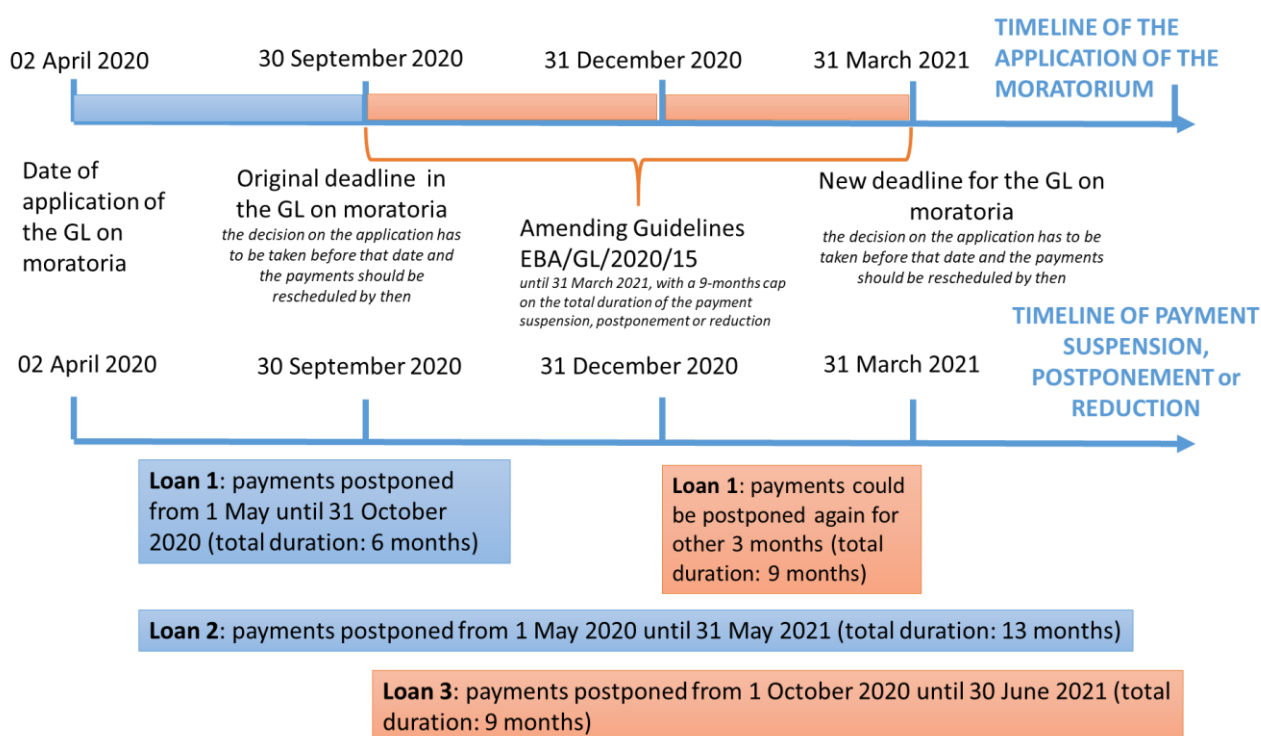 02 April 2020
30 September 2020
31 December 2020
31 March 2021
TIMELINE OF THE
APPLICATION OF THE
MORATORIUM
Date of
application of
the GL on
moratoria
Original deadline in
the GL on moratoria
the decision on the application has
to be taken before that date and
the payments should be
rescheduled by then
Amending Guidelines
EBA/GL/2020/15
until 31 March 2021, with a 9-months cap
on the total duration of the payment
suspension, postponement or reduction
New deadline for the GL on
moratoria
the decision on the application has to be
taken before that date and the payments
should be rescheduled by then
TIMELINE OF PAYMENT
SUSPENSION,
POSTPONEMENT or
REDUCTION
02 April 2020
30 September 2020
31 December 2020
31 March 2021
Loan 1: payments postponed
from 1 May until 31 October
2020 (total duration: 6 months)
Loan 1: payments could
be postponed again for
other 3 months (total
duration: 9 months)
Loan 2: payments postponed from 1 May 2020 until 31 May 2021 (total duration: 13 months)
Loan 3: payments postponed from 1 October 2020 until 30 June 2021 (total
duration: 9 months)